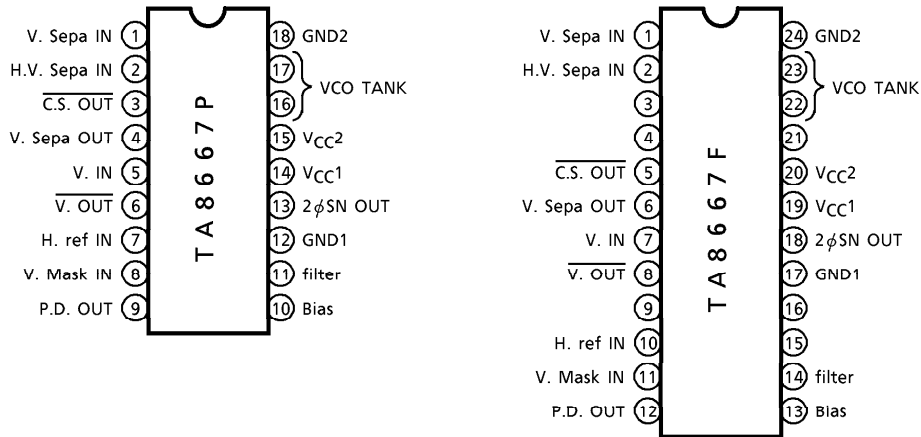 V. Sepa IN 1
H.V. Sepa IN 2
C.S. OUT 3
V. Sepa OUT 4
V. IN 5
V. OUT 6
H. ref IN 7
V. Mask IN 8
P.D. OUT 9
TA8667P
18 GND2
17
16
VCO TANK
15 VCC2
14 VCC1
13 2φSN OUT
12 GND1
11 filter
10 Bias
V. Sepa IN 1
H.V. Sepa IN 2
3
4
C.S. OUT 5
V. Sepa OUT 6
V. IN 7
V. OUT 8
9
H. ref IN 10
V. Mask IN 11
P.D. OUT 12
TA8667F
24 GND2
23
22
VCO TANK
21
20 VCC2
19 VCC1
18 2φSN OUT
17 GND1
16
15
14 filter
13 Bias